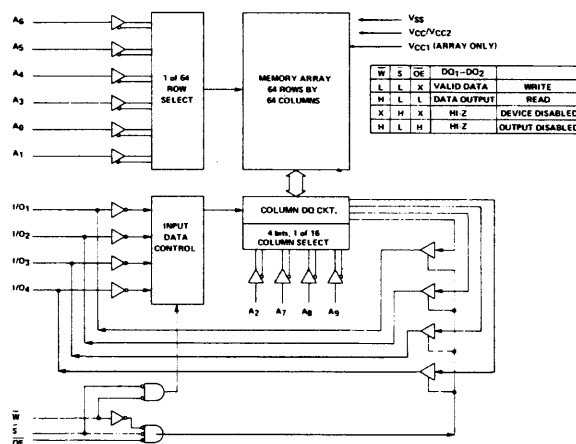 A6
A5
A4
A3
A0
A1
1 of 64
ROW
SELECT
MEMORY ARRAY
64 ROWS BY
64 COLUMNS
VSS
VCC/VCC2
VCC1 (ARRAY ONLY)
W̅ S̅ O̅E̅ DQ1–DQ2
L L X VALID DATA WRITE
H L L DATA OUTPUT READ
X H X HI-Z DEVICE DISABLED
H L H HI-Z OUTPUT DISABLED
I/O1
I/O2
I/O3
I/O4
INPUT
DATA
CONTROL
COLUMN DQ CKT.
4 bits, 1 of 16
COLUMN SELECT
A2 A7 A8 A9
W̅
S̅
O̅E̅